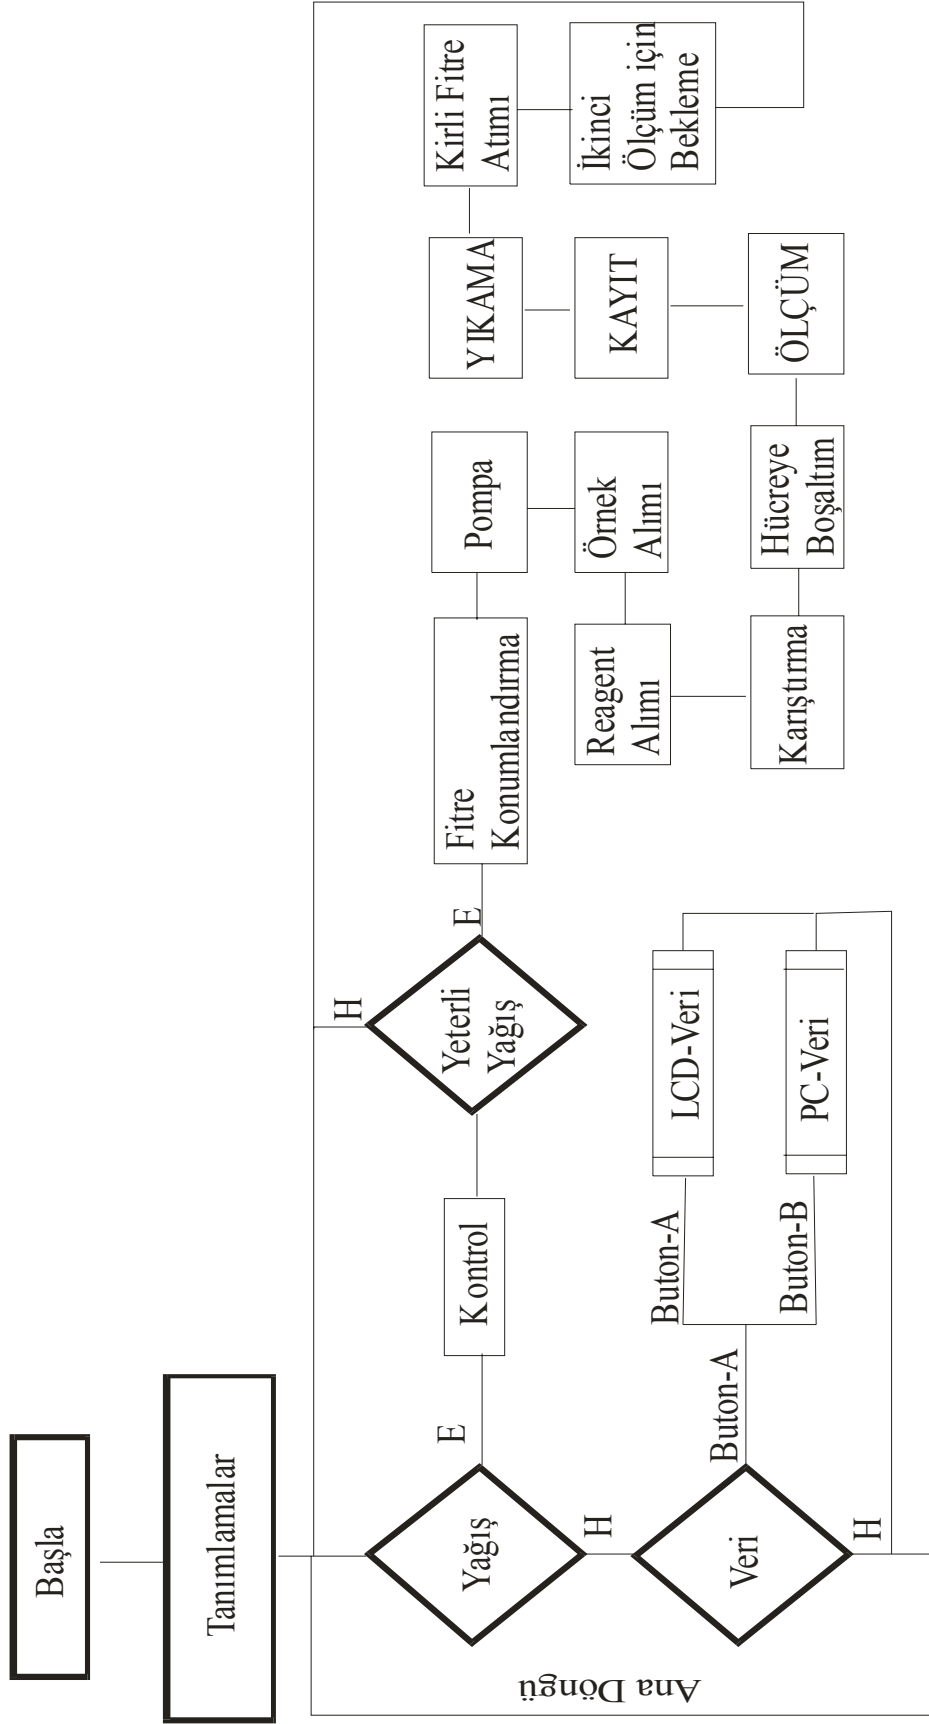 Başla
Tanımlamalar
Ana Döngü
Yağış
E
H
Kontrol
Yeterli
Yağış
H
E
Fitre
Konumlandırma
Pompa
Örnek
Alımı
Reagent
Alımı
Karıştırma
Hücreye
Boşaltım
ÖLÇÜM
KAYIT
YIKAMA
Kirli Fitre
Atımı
İkinci
Ölçüm için
Bekleme
Veri
H
Buton-A
Buton-A
LCD-Veri
Buton-B
PC-Veri